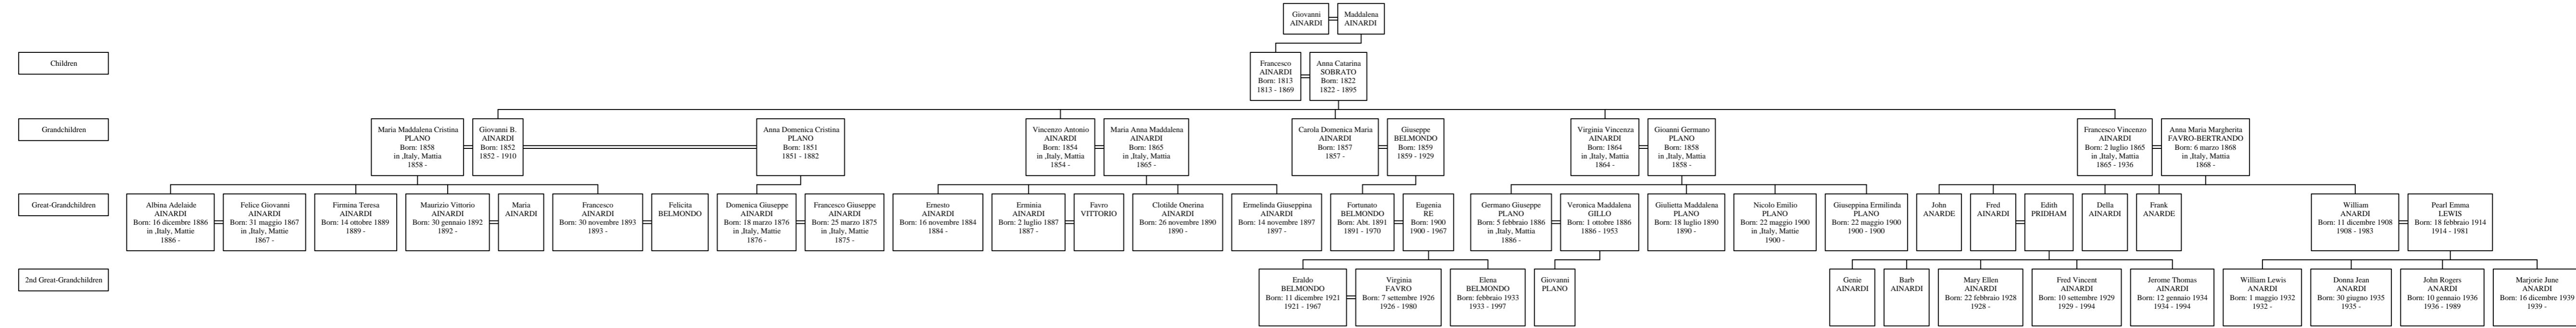 Giovanni
AINARDI
Maddalena
AINARDI
Children
Francesco
AINARDI
Born: 1813
1813 - 1869
Anna Catarina
SOBRATO
Born: 1822
1822 - 1895
Grandchildren
Maria Maddalena Cristina
PLANO
Born: 1858
in ,Italy, Mattia
1858 -
Giovanni B.
AINARDI
Born: 1852
1852 - 1910
Anna Domenica Cristina
PLANO
Born: 1851
1851 - 1882
Vincenzo Antonio
AINARDI
Born: 1854
in ,Italy, Mattia
1854 -
Maria Anna Maddalena
AINARDI
Born: 1865
in ,Italy, Mattia
1865 -
Carola Domenica Maria
AINARDI
Born: 1857
1857 -
Giuseppe
BELMONDO
Born: 1859
1859 - 1929
Virginia Vincenza
AINARDI
Born: 1864
in ,Italy, Mattia
1864 -
Gioanni Germano
PLANO
Born: 1858
in ,Italy, Mattia
1858 -
Francesco Vincenzo
AINARDI
Born: 2 luglio 1865
in ,Italy, Mattia
1865 - 1936
Anna Maria Margherita
FAVRO-BERTRANDO
Born: 6 marzo 1868
in ,Italy, Mattia
1868 -
Great-Grandchildren
Albina Adelaide
AINARDI
Born: 16 dicembre 1886
in ,Italy, Mattie
1886 -
Felice Giovanni
AINARDI
Born: 31 maggio 1867
in ,Italy, Mattie
1867 -
Firmina Teresa
AINARDI
Born: 14 ottobre 1889
1889 -
Maurizio Vittorio
AINARDI
Born: 30 gennaio 1892
1892 -
Maria
AINARDI
Francesco
AINARDI
Born: 30 novembre 1893
1893 -
Felicita
BELMONDO
Domenica Giuseppe
AINARDI
Born: 18 marzo 1876
in ,Italy, Mattie
1876 -
Francesco Giuseppe
AINARDI
Born: 25 marzo 1875
in ,Italy, Mattie
1875 -
Ernesto
AINARDI
Born: 16 novembre 1884
1884 -
Erminia
AINARDI
Born: 2 luglio 1887
1887 -
Favro
VITTORIO
Clotilde Onerina
AINARDI
Born: 26 novembre 1890
1890 -
Ermelinda Giuseppina
AINARDI
Born: 14 novembre 1897
1897 -
Fortunato
BELMONDO
Born: Abt. 1891
1891 - 1970
Eugenia
RE
Born: 1900
1900 - 1967
Germano Giuseppe
PLANO
Born: 5 febbraio 1886
in ,Italy, Mattia
1886 -
Veronica Maddalena
GILLO
Born: 1 ottobre 1886
1886 - 1953
Giulietta Maddalena
PLANO
Born: 18 luglio 1890
1890 -
Nicolo Emilio
PLANO
Born: 22 maggio 1900
in ,Italy, Mattie
1900 -
Giuseppina Ermilinda
PLANO
Born: 22 maggio 1900
1900 - 1900
John
ANARDE
Fred
AINARDI
Edith
PRIDHAM
Della
AINARDI
Frank
ANARDE
William
ANARDI
Born: 11 dicembre 1908
1908 - 1983
Pearl Emma
LEWIS
Born: 18 febbraio 1914
1914 - 1981
2nd Great-Grandchildren
Eraldo
BELMONDO
Born: 11 dicembre 1921
1921 - 1967
Virginia
FAVRO
Born: 7 settembre 1926
1926 - 1980
Elena
BELMONDO
Born: febbraio 1933
1933 - 1997
Giovanni
PLANO
Genie
AINARDI
Barb
AINARDI
Mary Ellen
AINARDI
Born: 22 febbraio 1928
1928 -
Fred Vincent
AINARDI
Born: 10 settembre 1929
1929 - 1994
Jerome Thomas
AINARDI
Born: 12 gennaio 1934
1934 - 1994
William Lewis
ANARDI
Born: 1 maggio 1932
1932 -
Donna Jean
ANARDI
Born: 30 giugno 1935
1935 -
John Rogers
ANARDI
Born: 10 gennaio 1936
1936 - 1989
Marjorie June
ANARDI
Born: 16 dicembre 1939
1939 -